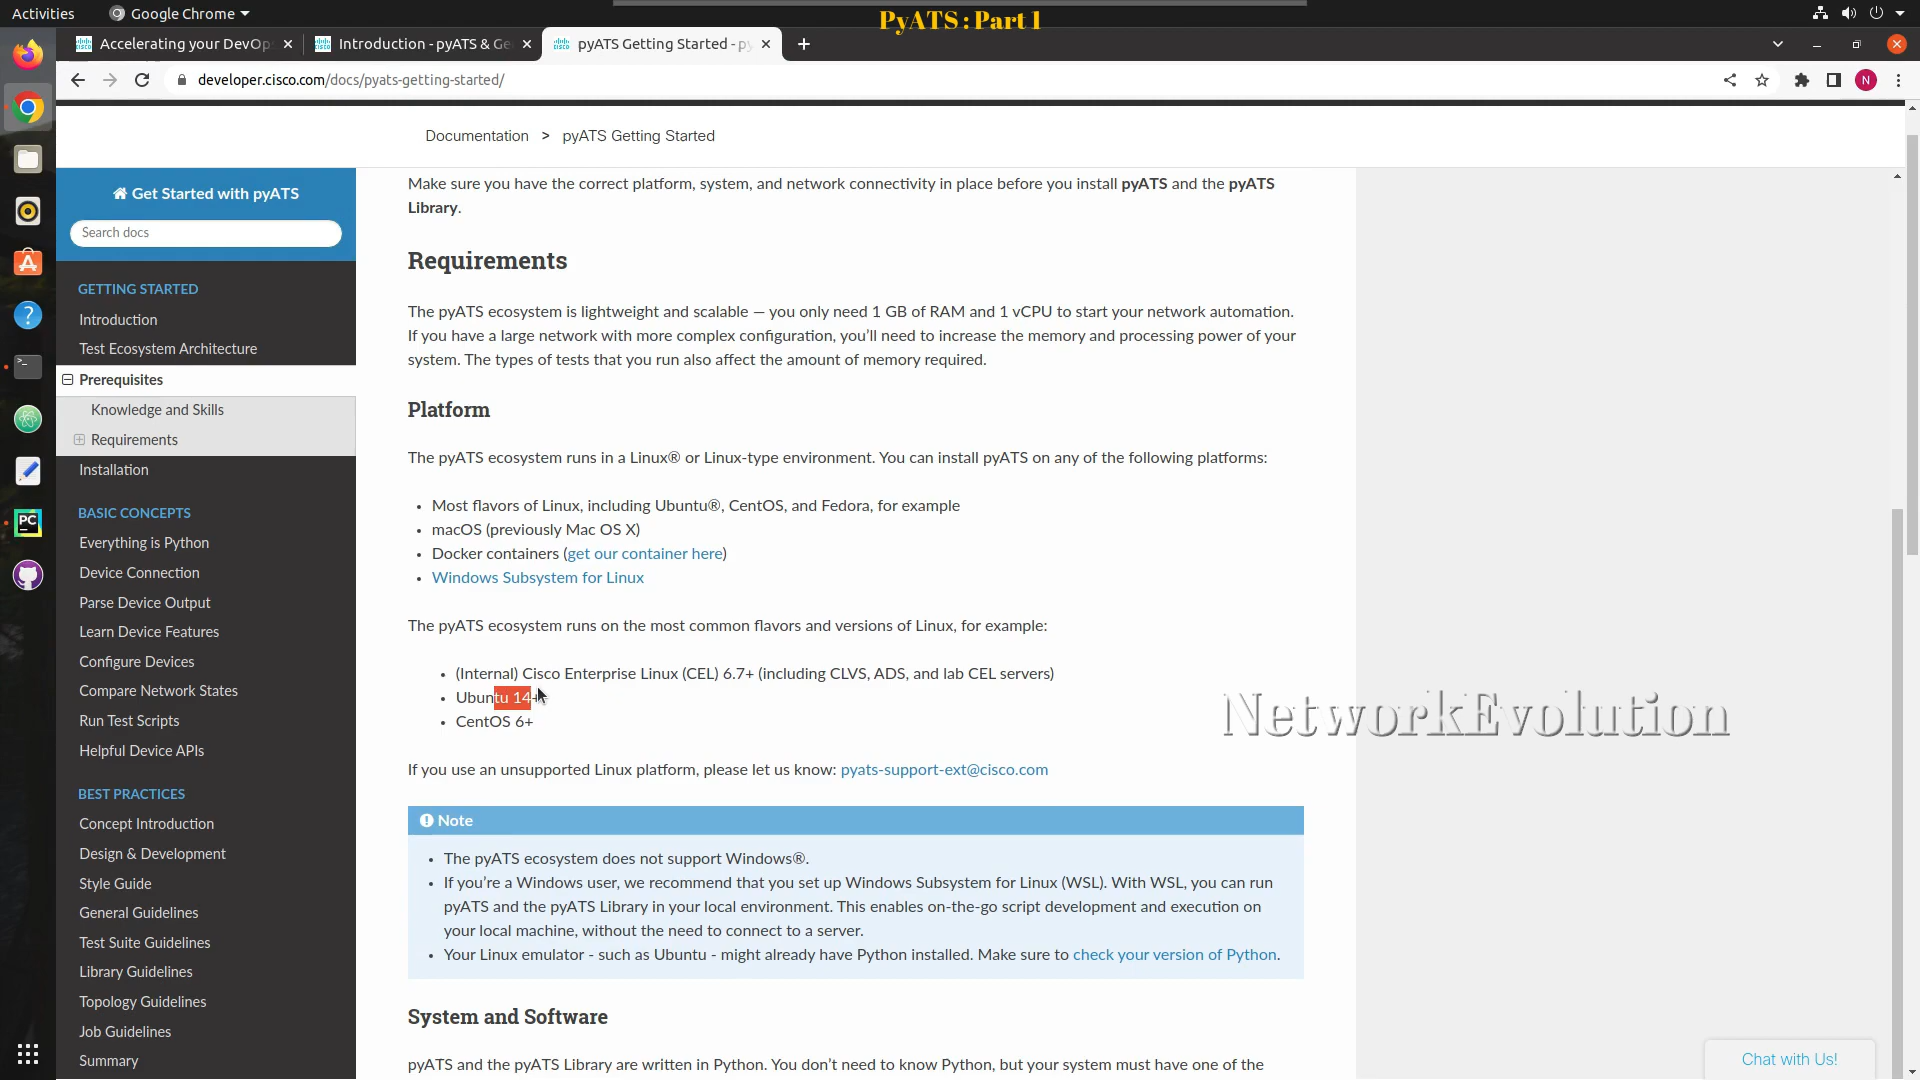 Activities
Google Chrome
PyATS : Part 1
Accelerating your DevOp
Introduction - pyATS & Ge
pyATS Getting Started - py
developer.cisco.com/docs/pyats-getting-started/
N
Documentation > pyATS Getting Started
Get Started with pyATS
Search docs
GETTING STARTED
Introduction
Test Ecosystem Architecture
Prerequisites
Knowledge and Skills
Requirements
Installation
BASIC CONCEPTS
Everything is Python
Device Connection
Parse Device Output
Learn Device Features
Configure Devices
Compare Network States
Run Test Scripts
Helpful Device APIs
BEST PRACTICES
Concept Introduction
Design & Development
Style Guide
General Guidelines
Test Suite Guidelines
Library Guidelines
Topology Guidelines
Job Guidelines
Summary
Make sure you have the correct platform, system, and network connectivity in place before you install pyATS and the pyATS
Library.
Requirements
The pyATS ecosystem is lightweight and scalable — you only need 1 GB of RAM and 1 vCPU to start your network automation.
If you have a large network with more complex configuration, you'll need to increase the memory and processing power of your
system. The types of tests that you run also affect the amount of memory required.
Platform
The pyATS ecosystem runs in a Linux® or Linux-type environment. You can install pyATS on any of the following platforms:
• Most flavors of Linux, including Ubuntu®, CentOS, and Fedora, for example
• macOS (previously Mac OS X)
• Docker containers (get our container here)
• Windows Subsystem for Linux
The pyATS ecosystem runs on the most common flavors and versions of Linux, for example:
• (Internal) Cisco Enterprise Linux (CEL) 6.7+ (including CLVS, ADS, and lab CEL servers)
• Ubuntu 14+
• CentOS 6+
NetworkEvolution
If you use an unsupported Linux platform, please let us know: pyats-support-ext@cisco.com
Note
• The pyATS ecosystem does not support Windows®.
• If you're a Windows user, we recommend that you set up Windows Subsystem for Linux (WSL). With WSL, you can run
pyATS and the pyATS Library in your local environment. This enables on-the-go script development and execution on
your local machine, without the need to connect to a server.
• Your Linux emulator - such as Ubuntu - might already have Python installed. Make sure to check your version of Python.
System and Software
pyATS and the pyATS Library are written in Python. You don't need to know Python, but your system must have one of the
Chat with Us!